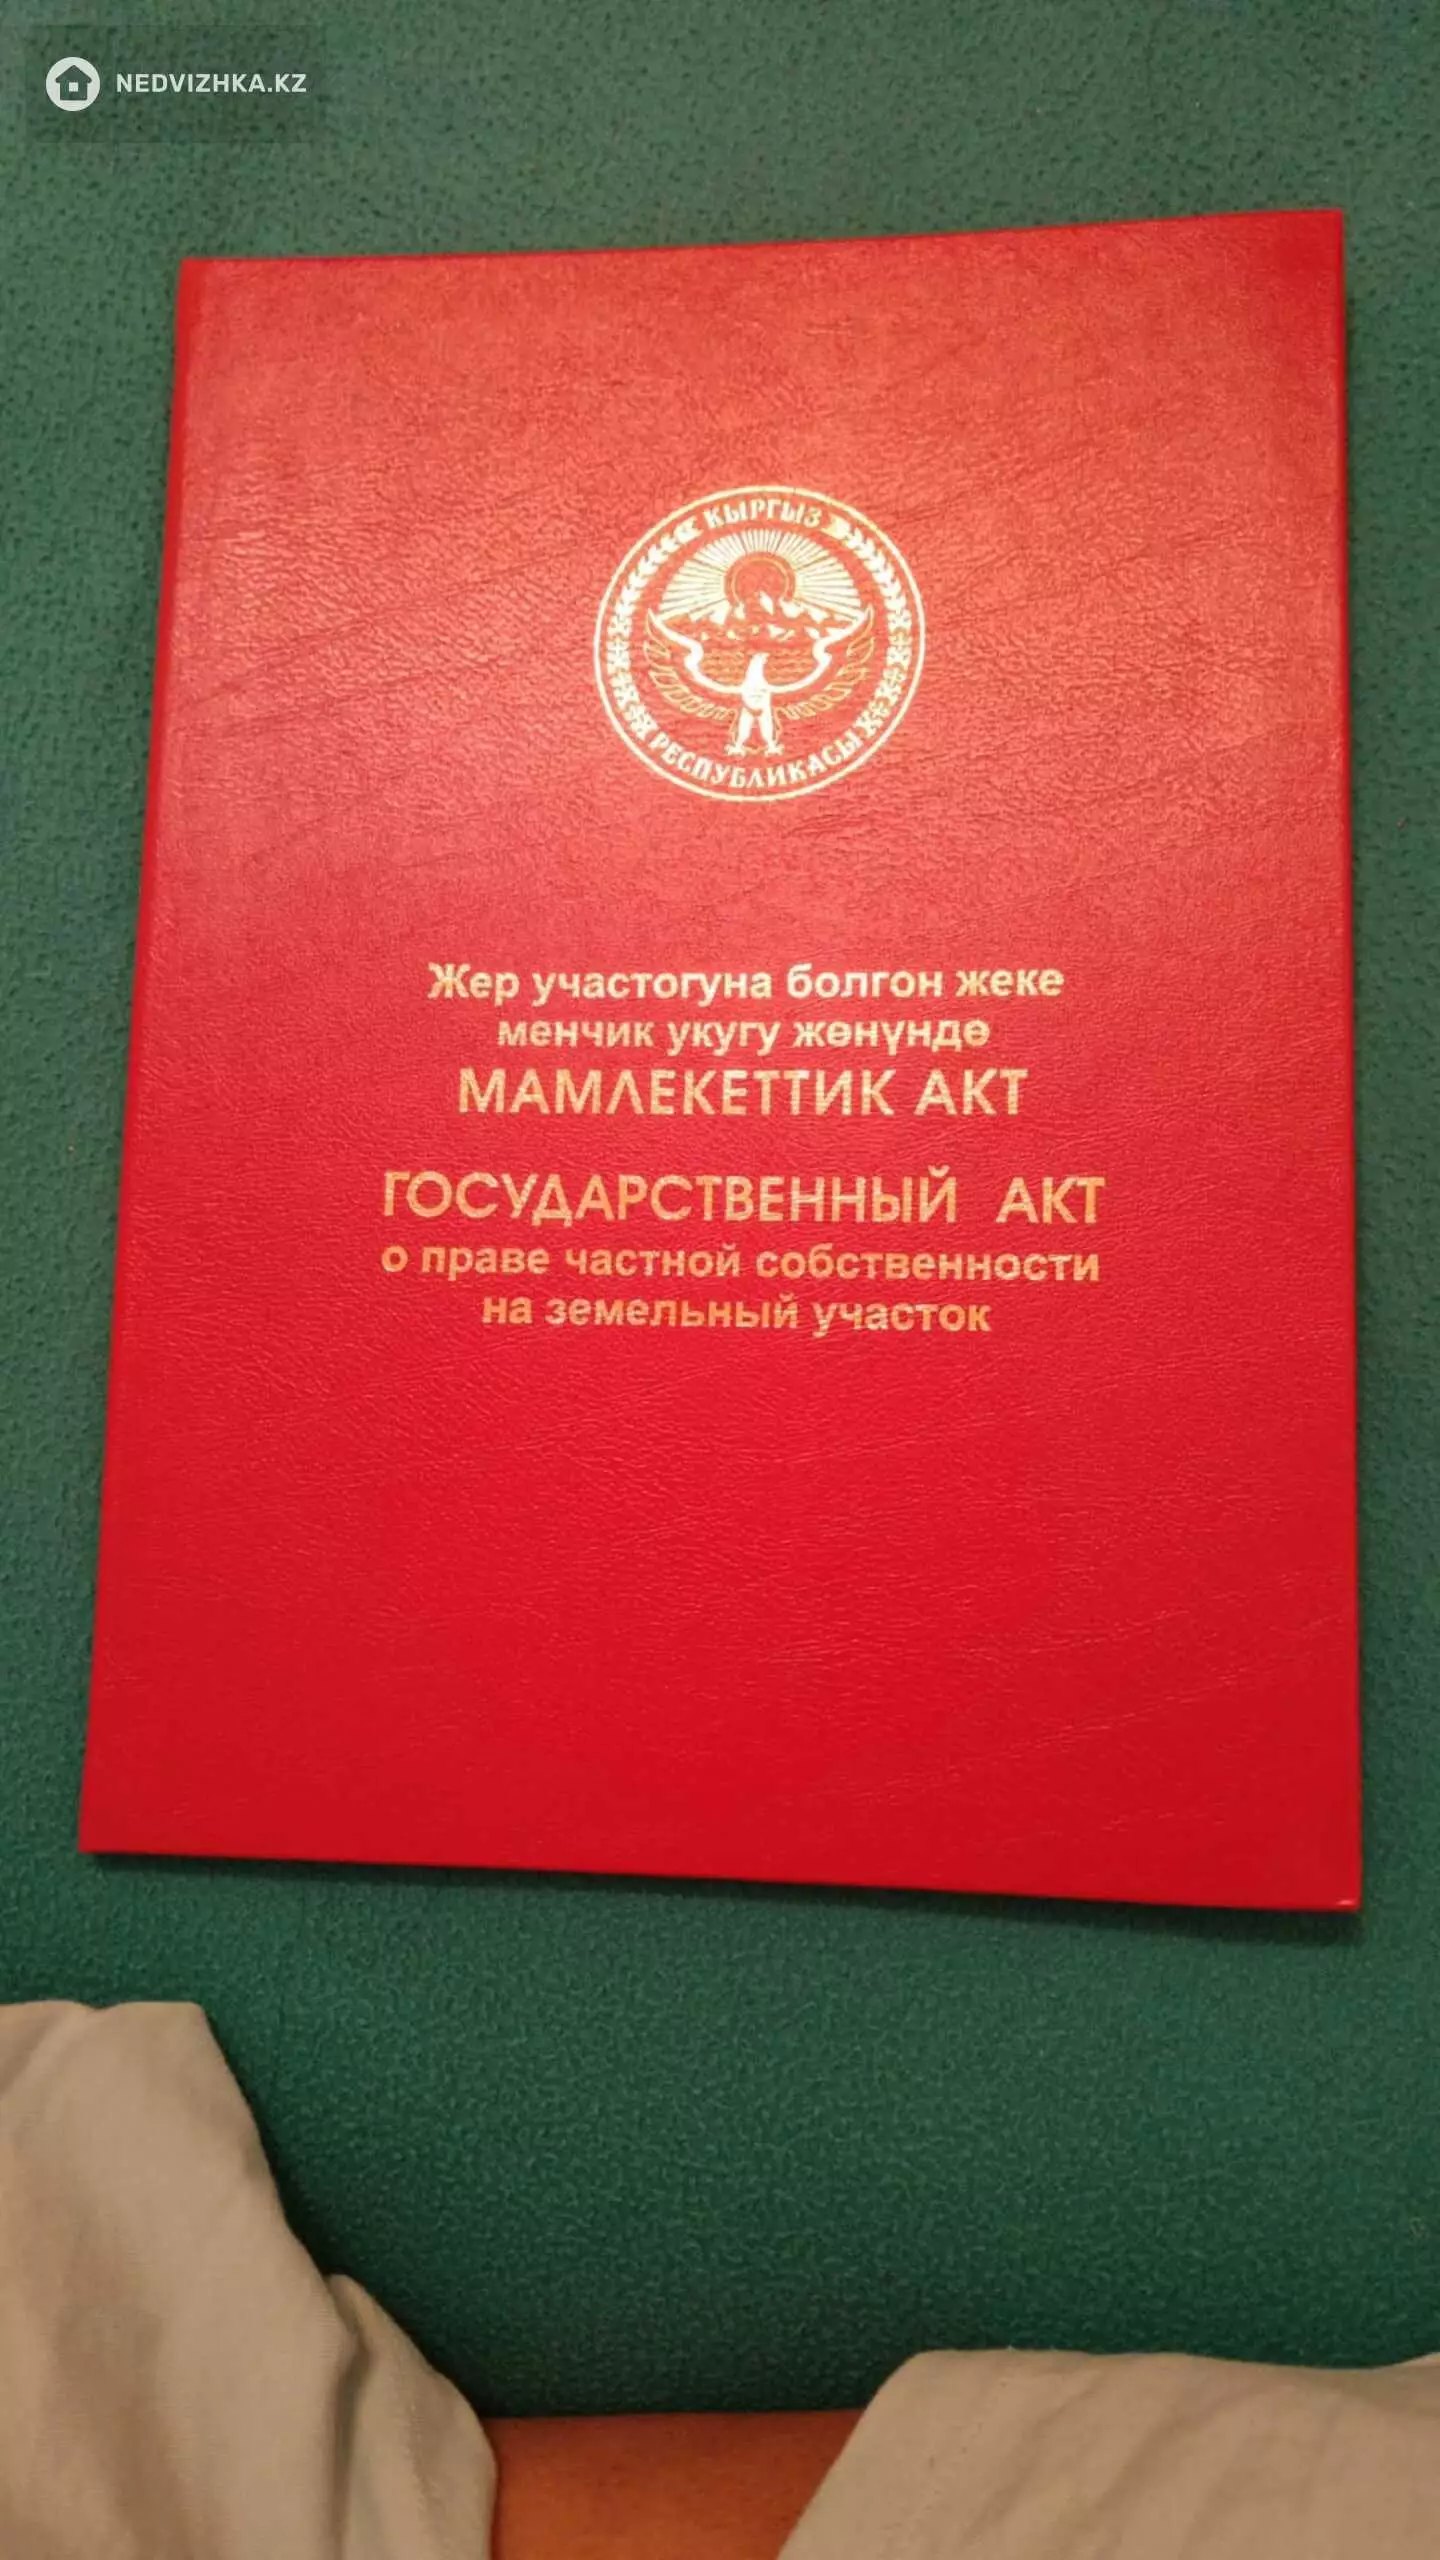 NEDVIZHKA.KZ
КЫРГЫЗ
РЕСПУБЛИКАСЫ
Жер участогуна болгон жеке
менчик укугу жөнүндө
МАМЛЕКЕТТИК АКТ
ГОСУДАРСТВЕННЫЙ АКТ
о праве частной собственности
на земельный участок